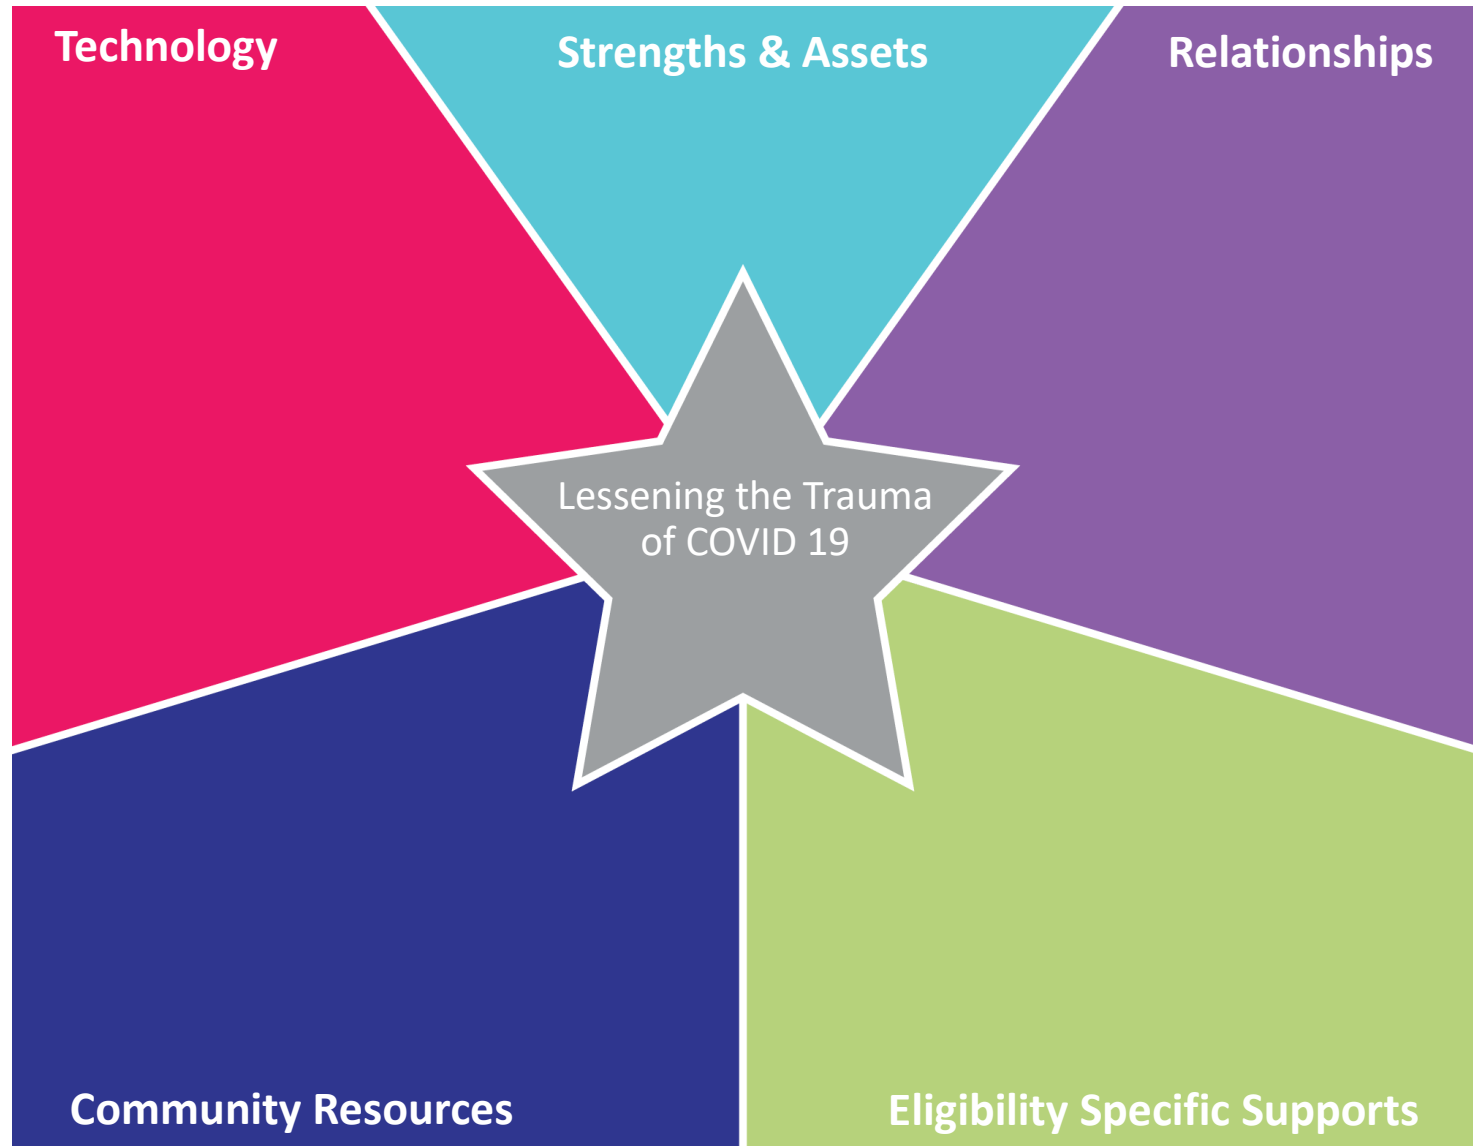 Technology
Strengths & Assets
Relationships
Lessening the Trauma
of COVID 19
Community Resources
Eligibility Specific Supports